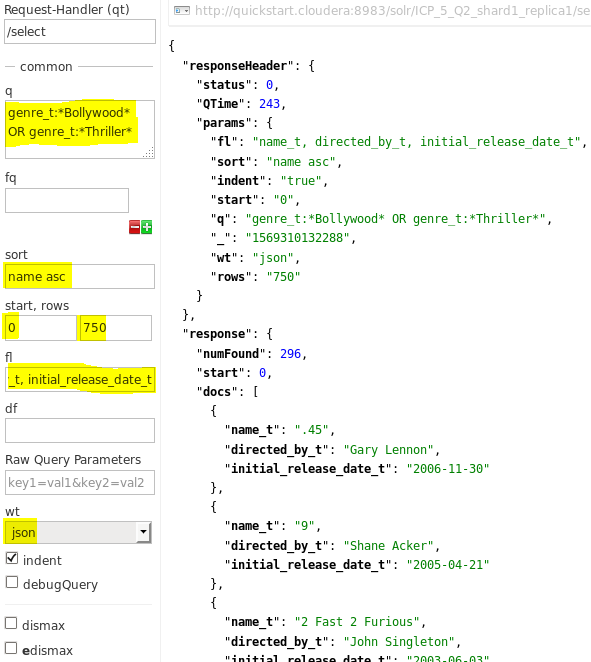 Request-Handler (qt)
/select
common
q
genre_t:*Bollywood*
OR genre_t:*Thriller*
fq
sort
name asc
start, rows
0 750
fl
_t, initial_release_date_t
df
Raw Query Parameters
key1=val1&key2=val2
wt
json
indent
debugQuery
dismax
edismax
http://quickstart.cloudera:8983/solr/ICP_5_Q2_shard1_replica1/se
{
"responseHeader": {
"status": 0,
"QTime": 243,
"params": {
"fl": "name_t, directed_by_t, initial_release_date_t",
"sort": "name asc",
"indent": "true",
"start": "0",
"q": "genre_t:*Bollywood* OR genre_t:*Thriller*",
"_": "1569310132288",
"wt": "json",
"rows": "750"
}
},
"response": {
"numFound": 296,
"start": 0,
"docs": [
{
"name_t": ".45",
"directed_by_t": "Gary Lennon",
"initial_release_date_t": "2006-11-30"
},
{
"name_t": "9",
"directed_by_t": "Shane Acker",
"initial_release_date_t": "2005-04-21"
},
{
"name_t": "2 Fast 2 Furious",
"directed_by_t": "John Singleton",
"initial_release_date_t": "2003-06-03"